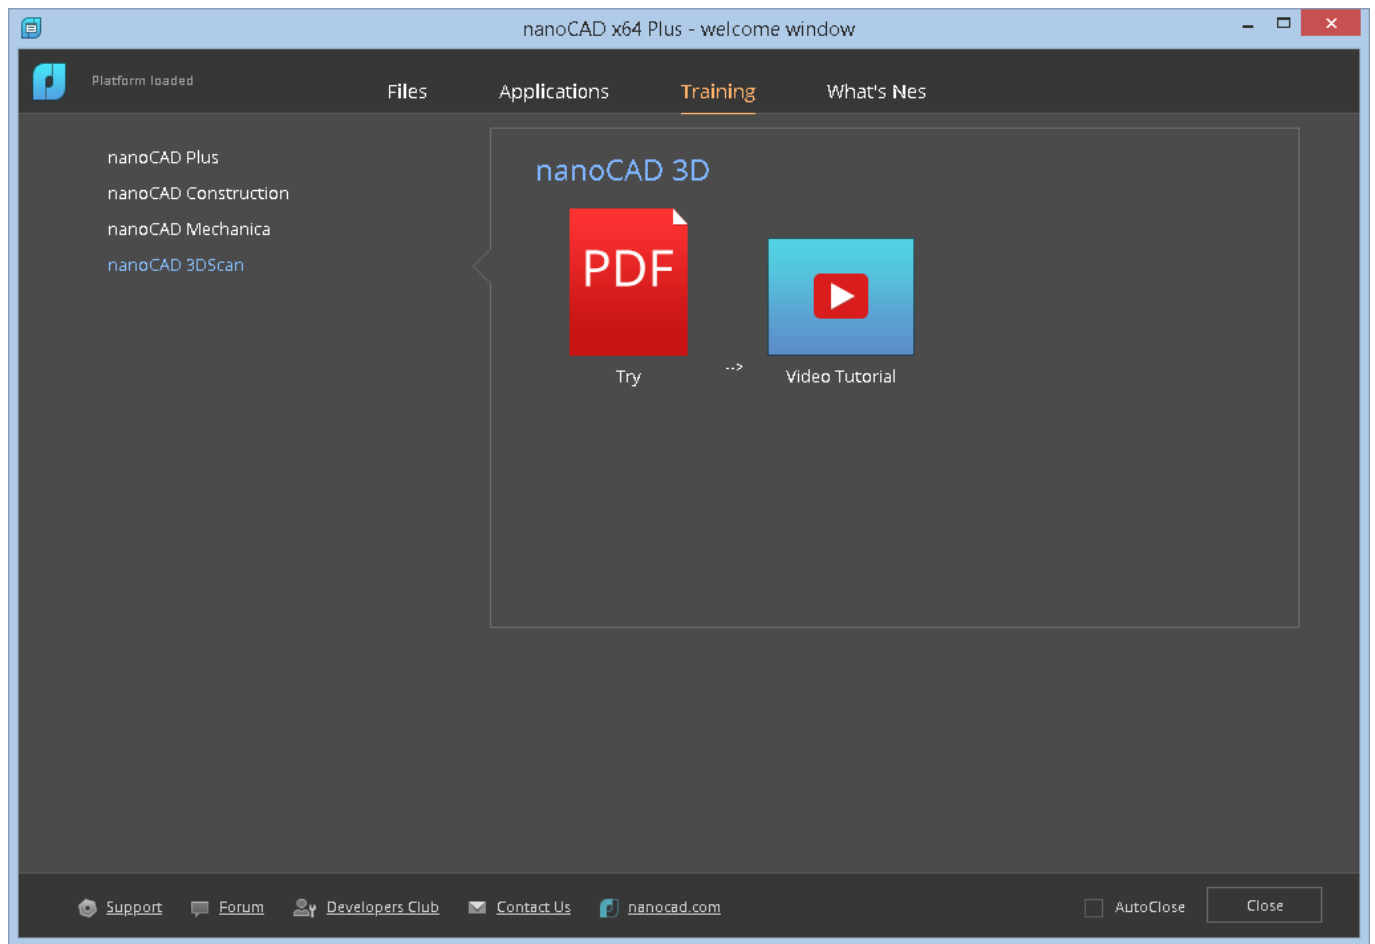 nanoCAD x64 Plus - welcome window
Platform loaded
Files
Applications
Training
What's Nes
nanoCAD Plus
nanoCAD Construction
nanoCAD Mechanica
nanoCAD 3DScan
nanoCAD 3D
PDF
Try
-->
Video Tutorial
Support
Forum
Developers Club
Contact Us
nanocad.com
AutoClose
Close